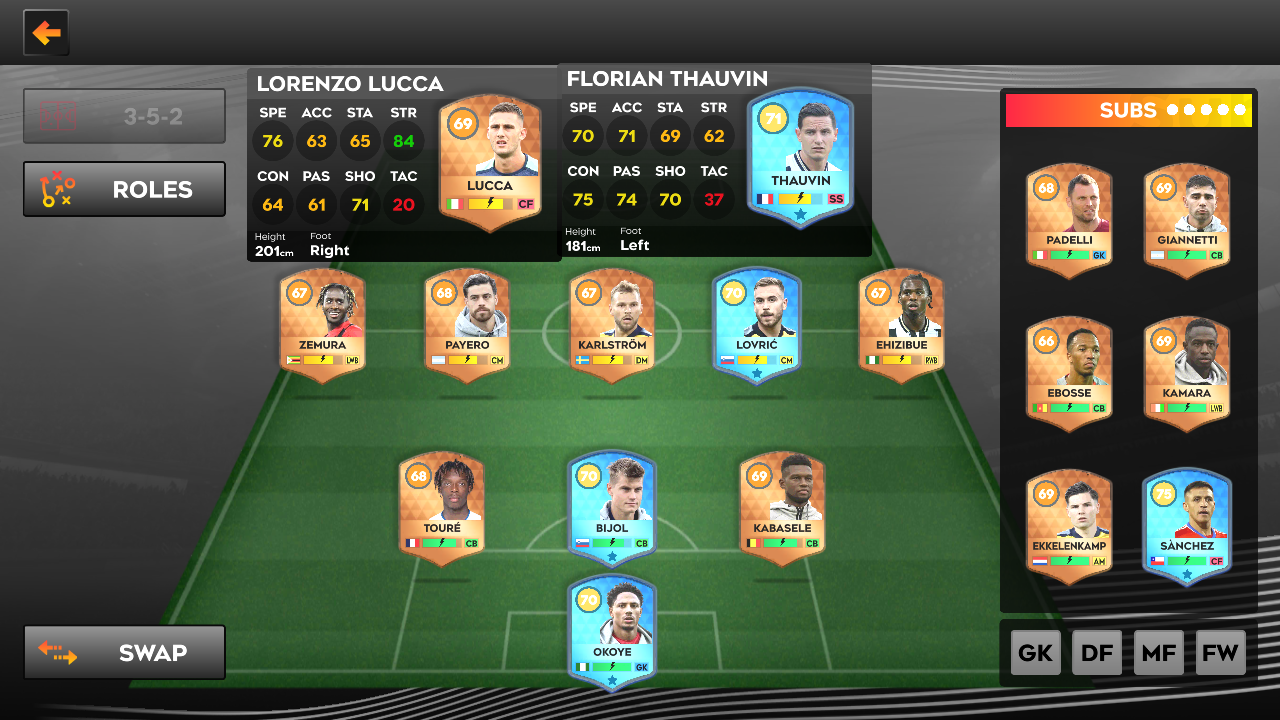 3-5-2
ROLES
LORENZO LUCCA
SPE ACC STA STR
76 63 65 84
CON PAS SHO TAC
64 61 71 20
Height Foot
201cm Right
69
LUCCA
CF
FLORIAN THAUVIN
SPE ACC STA STR
70 71 69 62
CON PAS SHO TAC
75 74 70 37
Height Foot
181cm Left
71
THAUVIN
SS
67
ZEMURA
LWB
68
PAYERO
CM
67
KARLSTRÖM
DM
70
LOVRIĆ
CM
67
EHIZIBUE
RWB
68
TOURÉ
CB
70
BIJOL
CB
69
KABASELE
CB
70
OKOYE
GK
SWAP
SUBS
68
PADELLI
GK
69
GIANNETTI
CB
66
EBOSSE
CB
69
KAMARA
LWB
69
EKKELENKAMP
AM
75
SÀNCHEZ
CF
GK DF MF FW